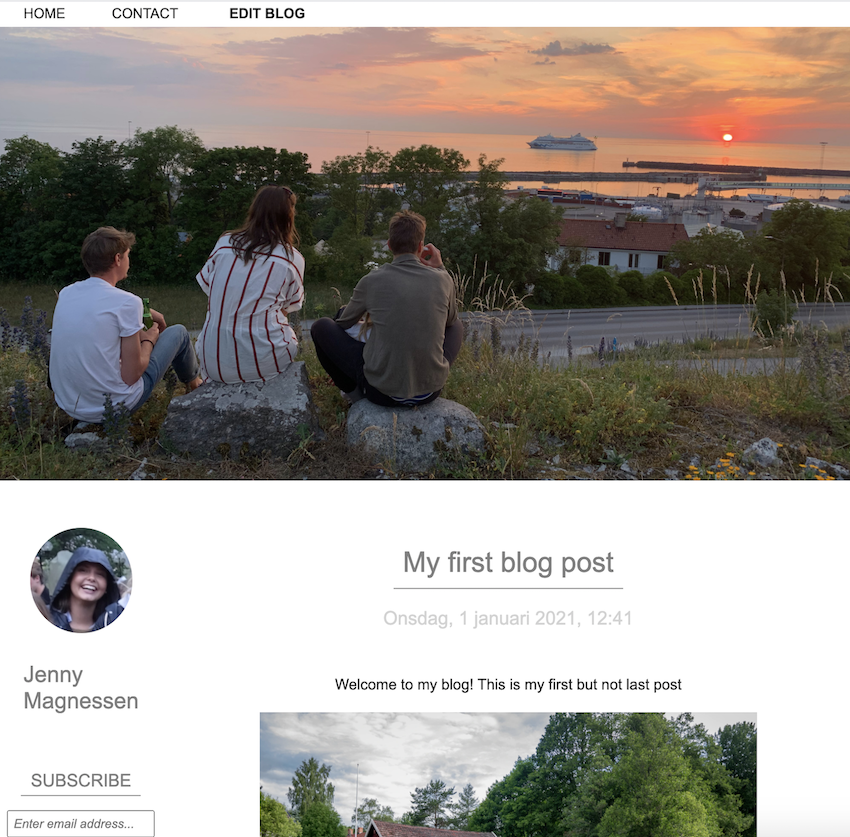 HOME CONTACT EDIT BLOG
My first blog post
Onsdag, 1 januari 2021, 12:41
Welcome to my blog! This is my first but not last post
Jenny
Magnessen
SUBSCRIBE
Enter email address...